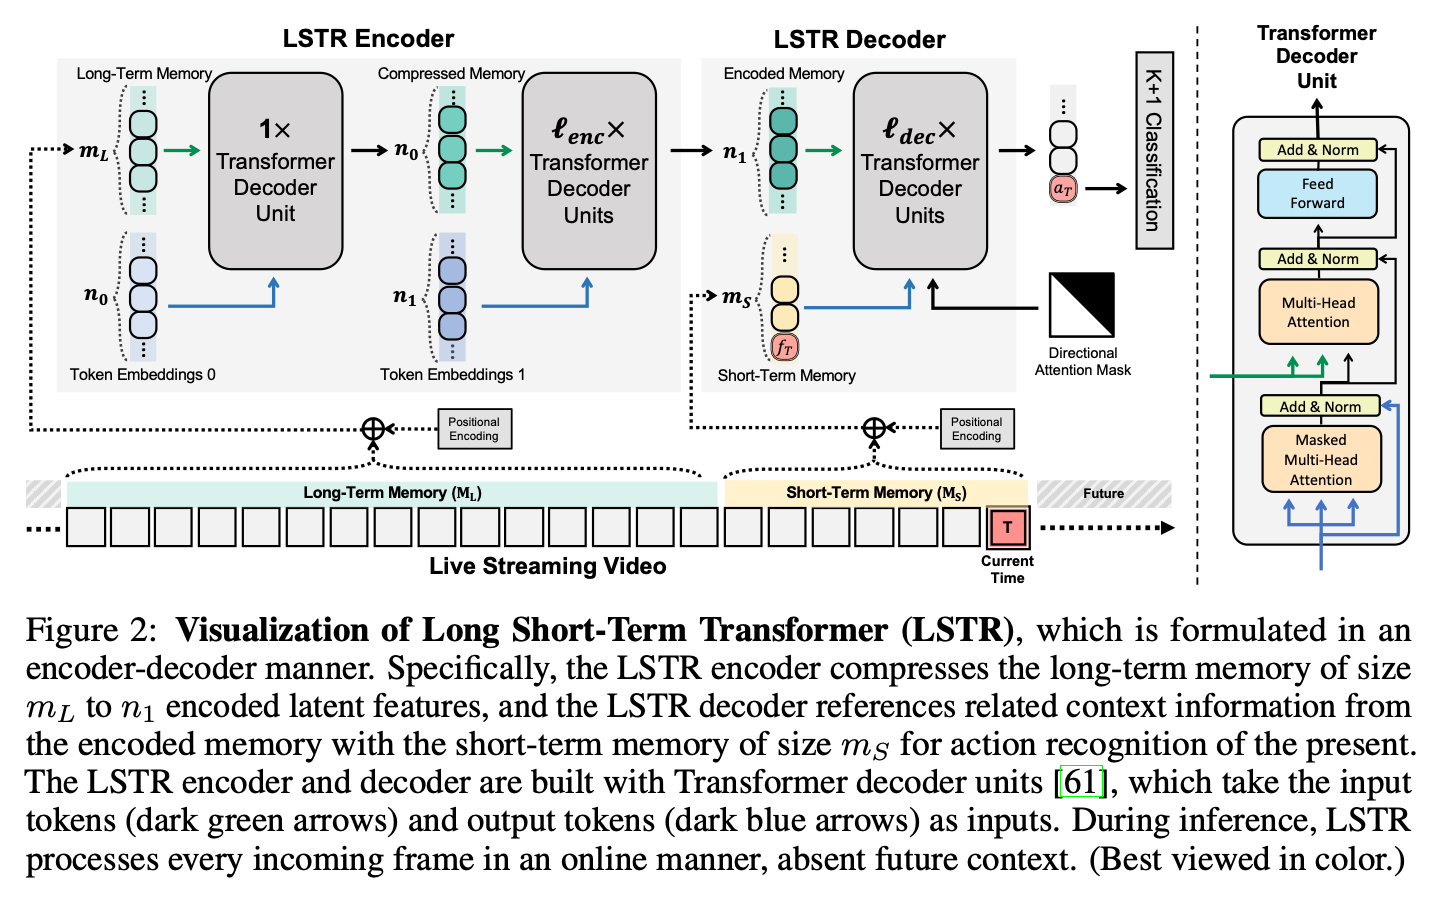 LSTR Encoder
LSTR Decoder
Transformer
Decoder
Unit
Long-Term Memory
Compressed Memory
Encoded Memory
m_L
1×
Transformer
Decoder
Unit
n_0
ℓ_enc×
Transformer
Decoder
Units
n_1
ℓ_dec×
Transformer
Decoder
Units
a_T
K+1 Classification
n_0
Token Embeddings 0
n_1
Token Embeddings 1
m_S
f_T
Short-Term Memory
Directional
Attention Mask
Add & Norm
Feed
Forward
Add & Norm
Multi-Head
Attention
Add & Norm
Masked
Multi-Head
Attention
Positional
Encoding
Positional
Encoding
Long-Term Memory (M_L)
Short-Term Memory (M_S)
Future
T
Live Streaming Video
Current
Time
Figure 2: Visualization of Long Short-Term Transformer (LSTR), which is formulated in an
encoder-decoder manner. Specifically, the LSTR encoder compresses the long-term memory of size
m_L to n_1 encoded latent features, and the LSTR decoder references related context information from
the encoded memory with the short-term memory of size m_S for action recognition of the present.
The LSTR encoder and decoder are built with Transformer decoder units [61], which take the input
tokens (dark green arrows) and output tokens (dark blue arrows) as inputs. During inference, LSTR
processes every incoming frame in an online manner, absent future context. (Best viewed in color.)